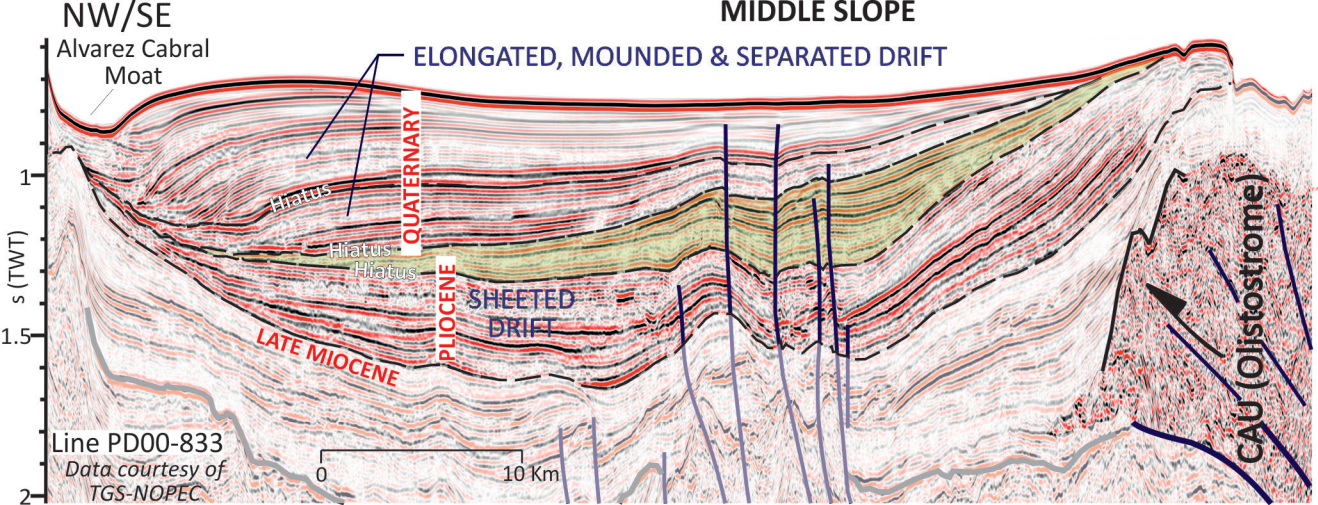 NW/SE
MIDDLE SLOPE
Alvarez Cabral
Moat
ELONGATED, MOUNDED & SEPARATED DRIFT
QUATERNARY
Hiatus
Hiatus
Hiatus
PLIOCENE
SHEETED
DRIFT
LATE MIOCENE
CAU (Olistostrome)
s (TWT)
1
1.5
2
Line PD00-833
Data courtesy of
TGS-NOPEC
0
10 Km